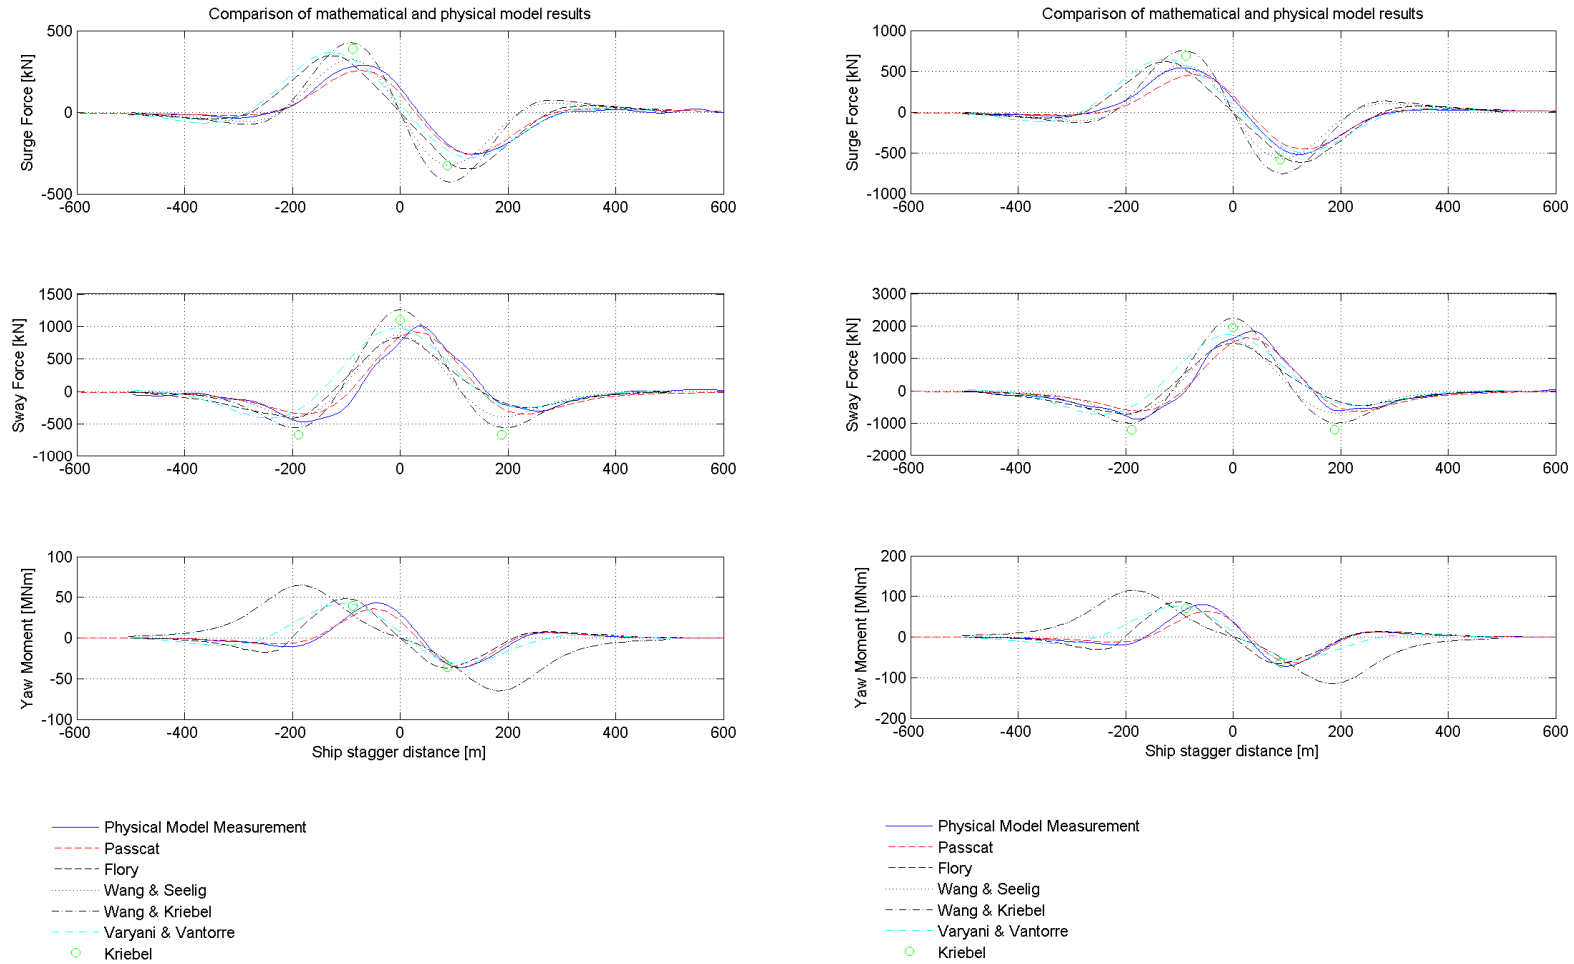 Comparison of mathematical and physical model results
500
0
-500
Surge Force [kN]
-600 -400 -200 0 200 400 600
1500
1000
500
0
-500
-1000
Sway Force [kN]
-600 -400 -200 0 200 400 600
100
50
0
-50
-100
Yaw Moment [MNm]
-600 -400 -200 0 200 400 600
Ship stagger distance [m]
Physical Model Measurement
Passcat
Flory
Wang & Seelig
Wang & Kriebel
Varyani & Vantorre
Kriebel
Comparison of mathematical and physical model results
1000
500
0
-500
-1000
Surge Force [kN]
-600 -400 -200 0 200 400 600
3000
2000
1000
0
-1000
-2000
Sway Force [kN]
-600 -400 -200 0 200 400 600
200
100
0
-100
-200
Yaw Moment [MNm]
-600 -400 -200 0 200 400 600
Ship stagger distance [m]
Physical Model Measurement
Passcat
Flory
Wang & Seelig
Wang & Kriebel
Varyani & Vantorre
Kriebel